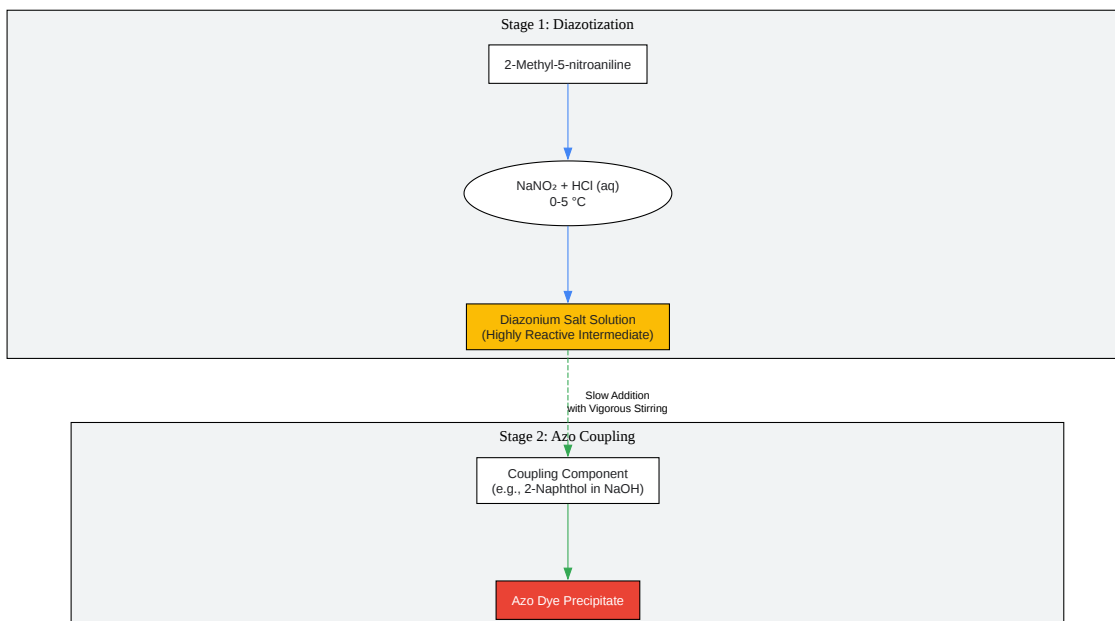 Stage 1: Diazotization
2-Methyl-5-nitroaniline
NaNO₂ + HCl (aq)
0-5 °C
Diazonium Salt Solution
(Highly Reactive Intermediate)
Slow Addition
with Vigorous Stirring
Stage 2: Azo Coupling
Coupling Component
(e.g., 2-Naphthol in NaOH)
Azo Dye Precipitate